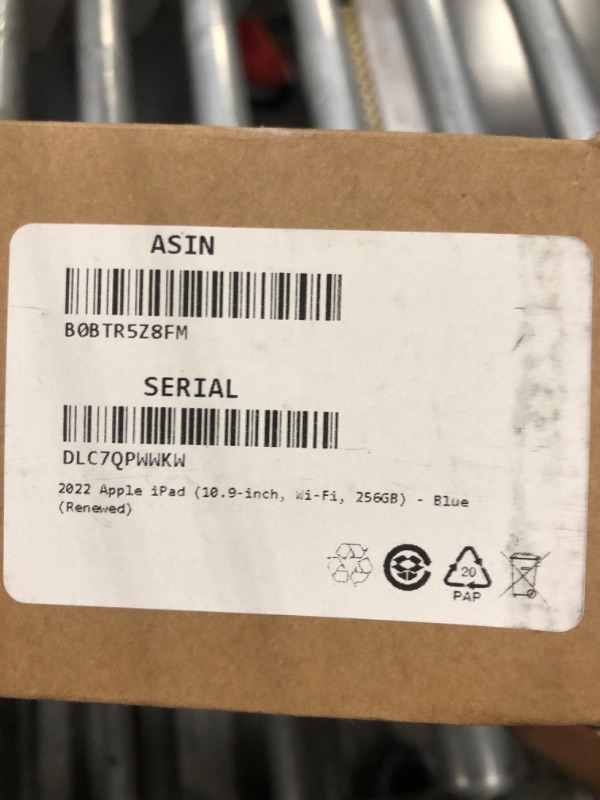 ASIN
B0BTR5Z8FM
SERIAL
DLC7QPWWKW
2022 Apple iPad (10.9-inch, Wi-Fi, 256GB) - Blue
(Renewed)
20
PAP